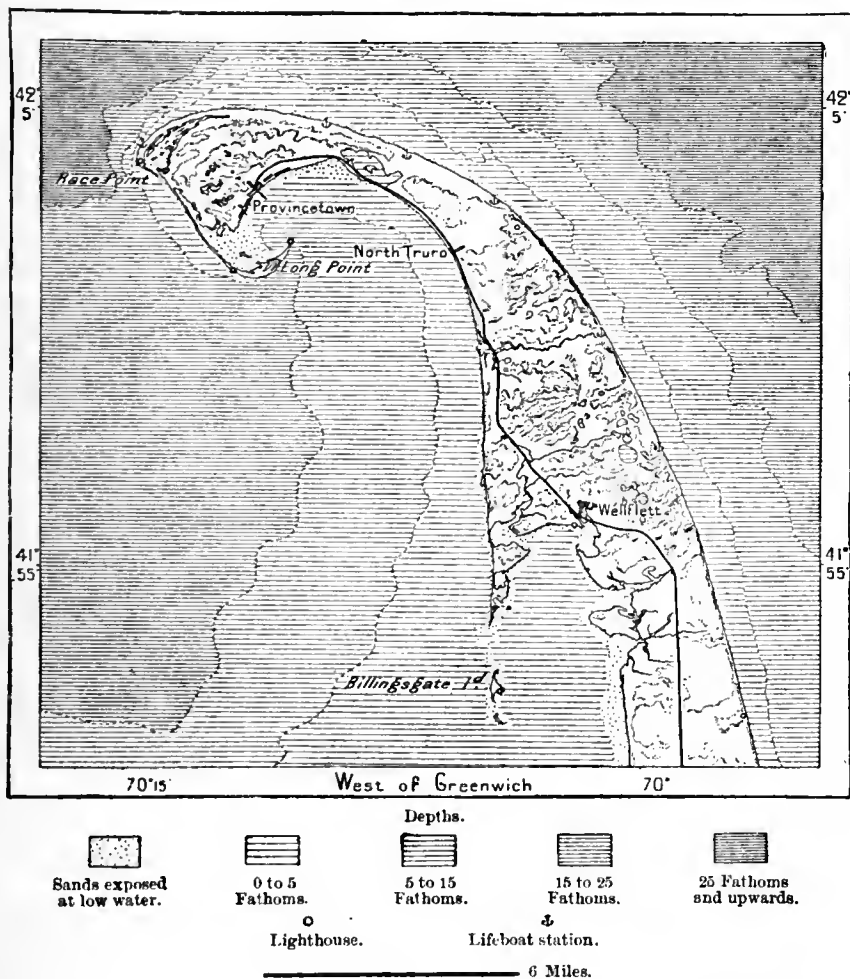 42°
5'
42°
5'
Race Point
Provincetown
Long Point
North Truro
Wellflett
41°
55'
41°
55'
Billingsgate Iᵈ
70°15'
West of Greenwich
70°
Depths.
Sands exposed
at low water.
0 to 5
Fathoms.
5 to 15
Fathoms.
15 to 25
Fathoms.
25 Fathoms
and upwards.
Lighthouse.
Lifeboat station.
6 Miles.